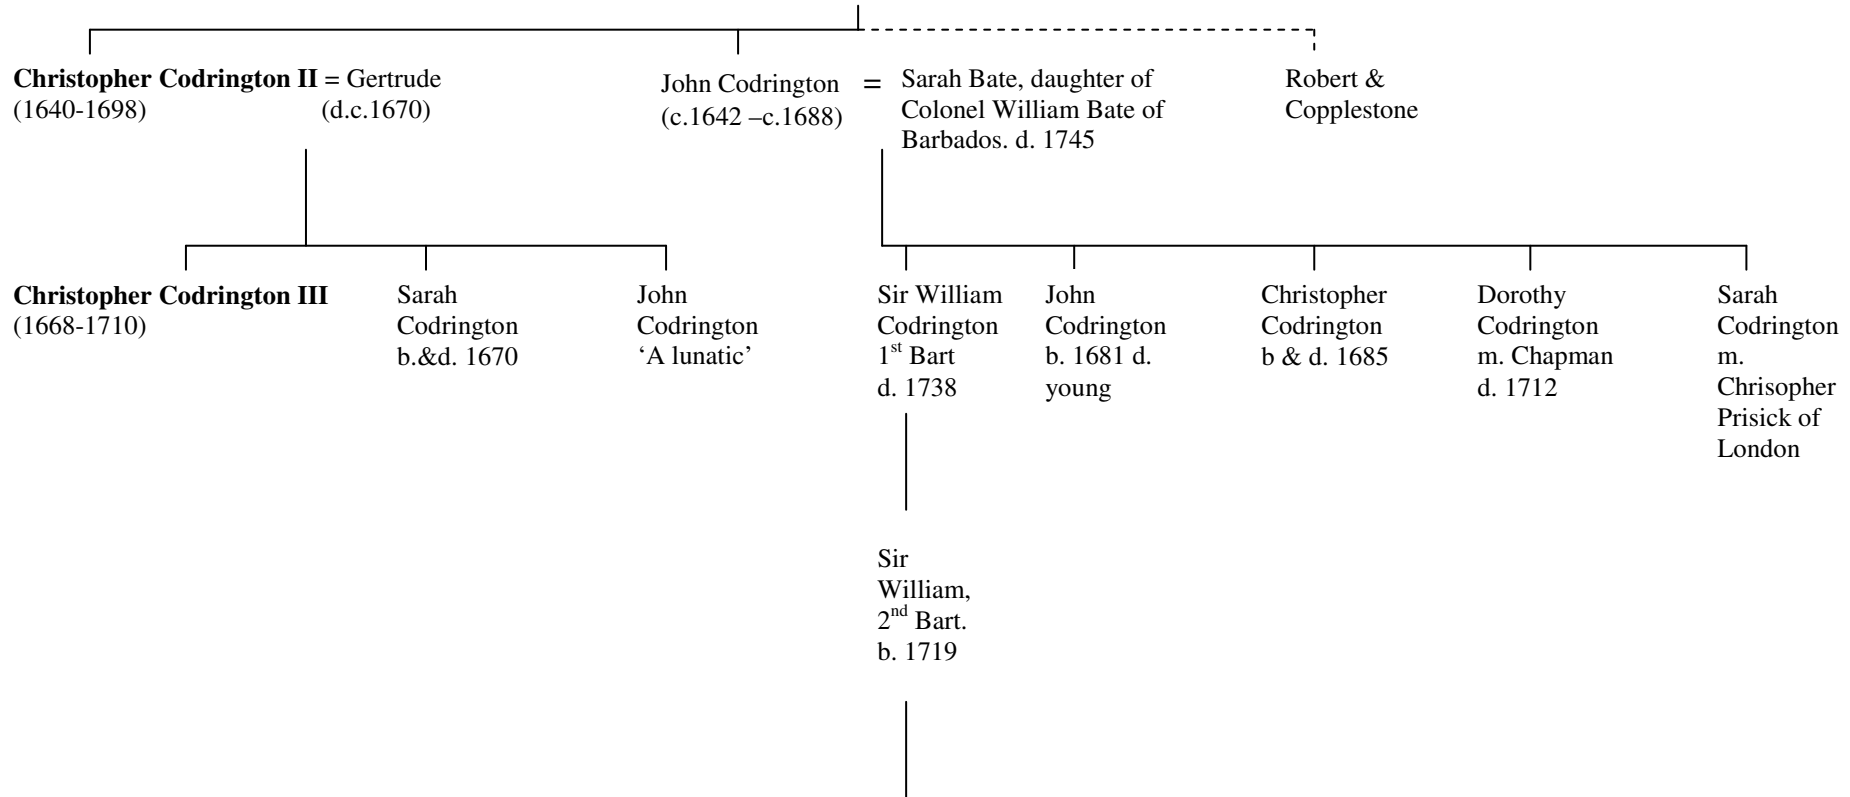 Christopher Codrington II = Gertrude
(1640-1698) (d.c.1670)
John Codrington =
(c.1642 –c.1688)
Sarah Bate, daughter of
Colonel William Bate of
Barbados. d. 1745
Robert &
Copplestone
Christopher Codrington III
(1668-1710)
Sarah
Codrington
b.&d. 1670
John
Codrington
‘A lunatic’
Sir William
Codrington
1st Bart
d. 1738
John
Codrington
b. 1681 d.
young
Christopher
Codrington
b & d. 1685
Dorothy
Codrington
m. Chapman
d. 1712
Sarah
Codrington
m.
Chrisopher
Prisick of
London
Sir
William,
2nd Bart.
b. 1719